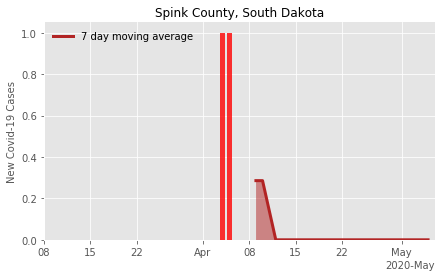 Spink County, South Dakota
7 day moving average
New Covid-19 Cases
1.0
0.8
0.6
0.4
0.2
0.0
08 15 22 Apr 08 15 22 May
2020-May